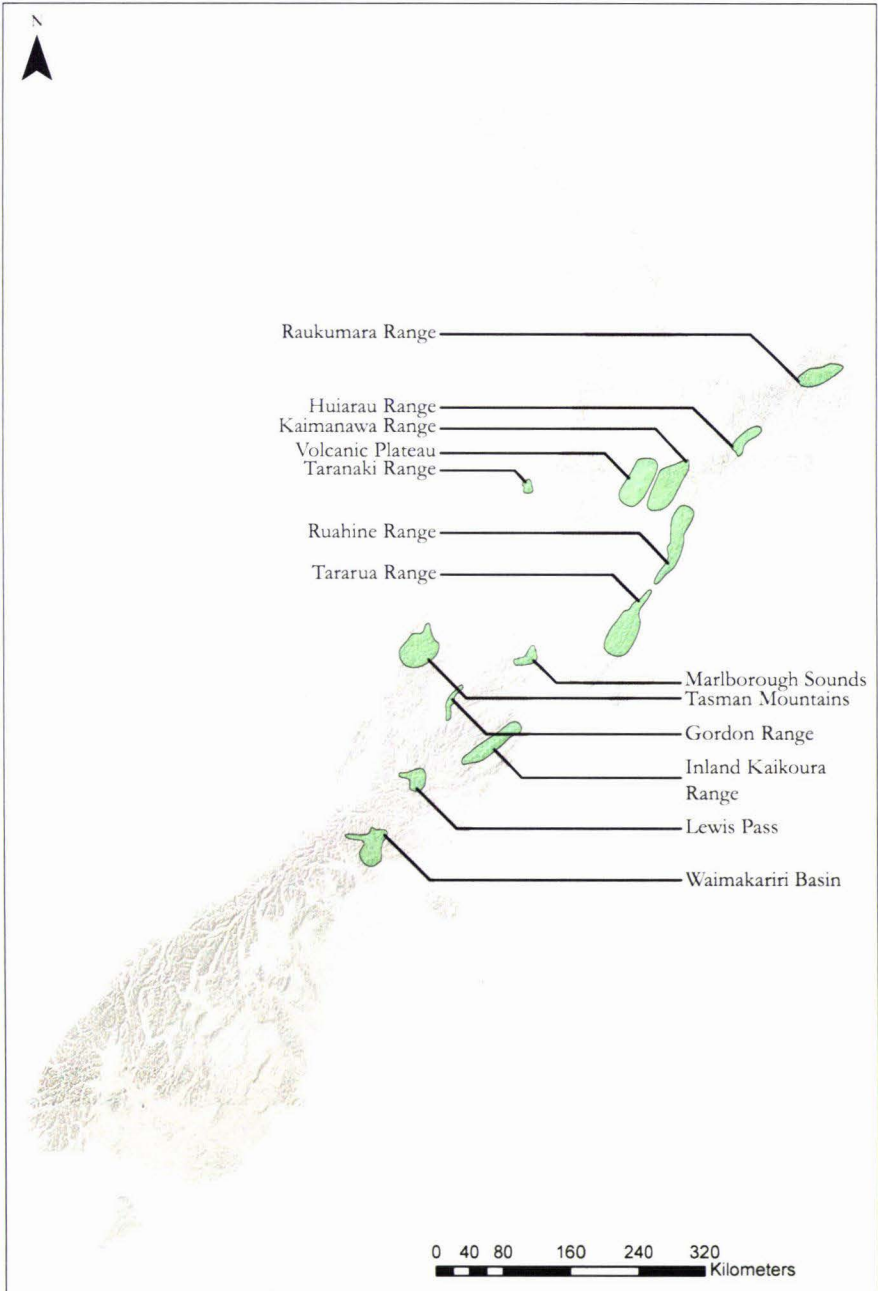 N
Raukumara Range
Huiarau Range
Kaimanawa Range
Volcanic Plateau
Taranaki Range
Ruahine Range
Tararua Range
Marlborough Sounds
Tasman Mountains
Gordon Range
Inland Kaikoura
Range
Lewis Pass
Waimakariri Basin
0 40 80 160 240 320
Kilometers